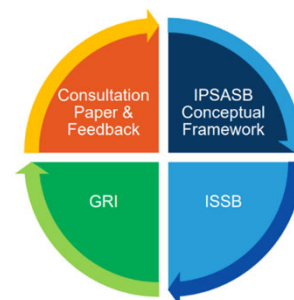 Consultation
Paper &
Feedback
IPSASB
Conceptual
Framework
GRI
ISSB